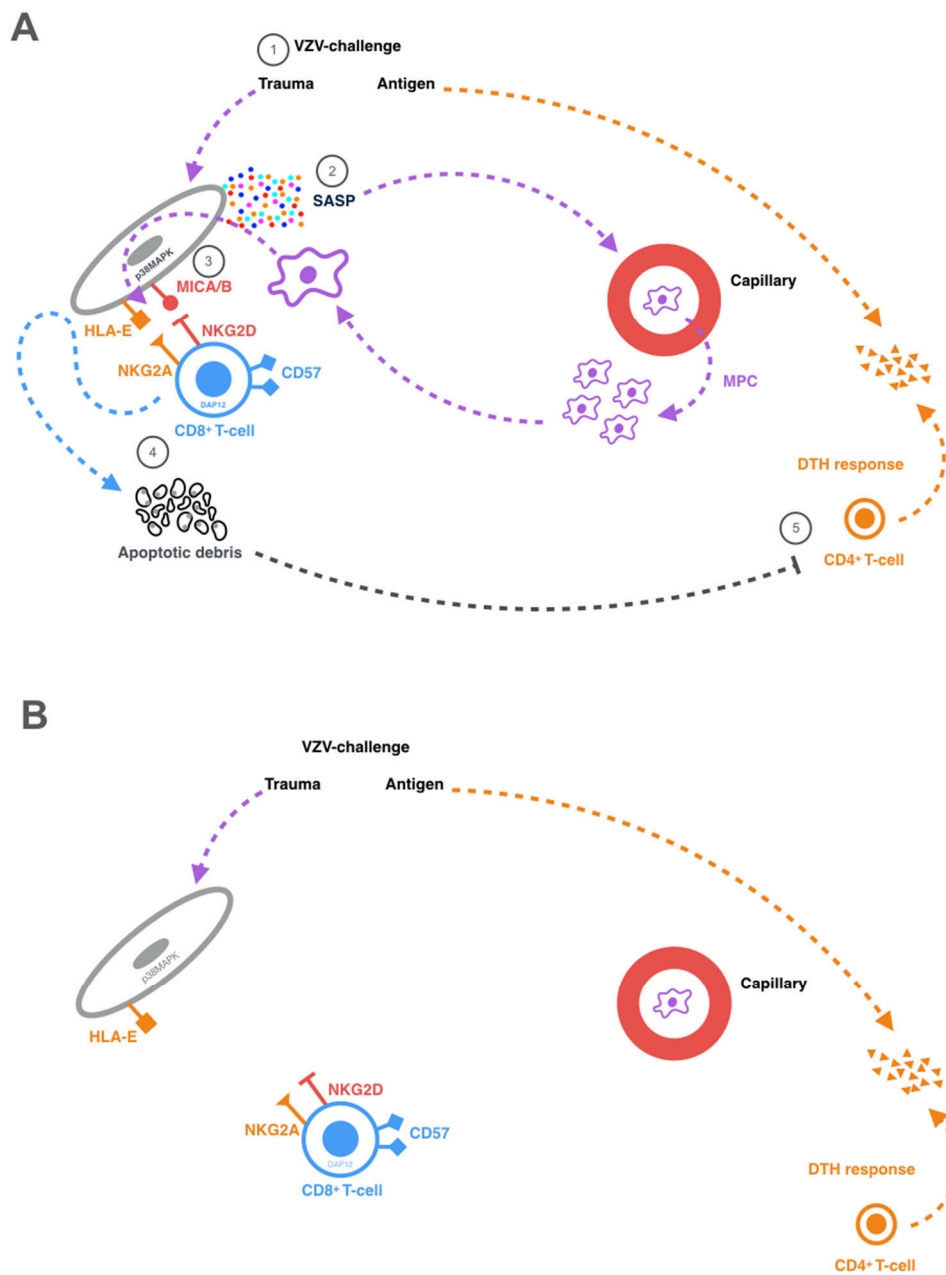 A
1 VZV-challenge
Trauma Antigen
2
SASP
p38MAPK
3
MICA/B
Capillary
HLA-E
NKG2D
NKG2A
CD57
MPC
DAP12
CD8+ T-cell
4
DTH response
5
Apoptotic debris
CD4+ T-cell
B
VZV-challenge
Trauma Antigen
p38MAPK
Capillary
HLA-E
NKG2D
NKG2A
CD57
DAP12
DTH response
CD8+ T-cell
CD4+ T-cell